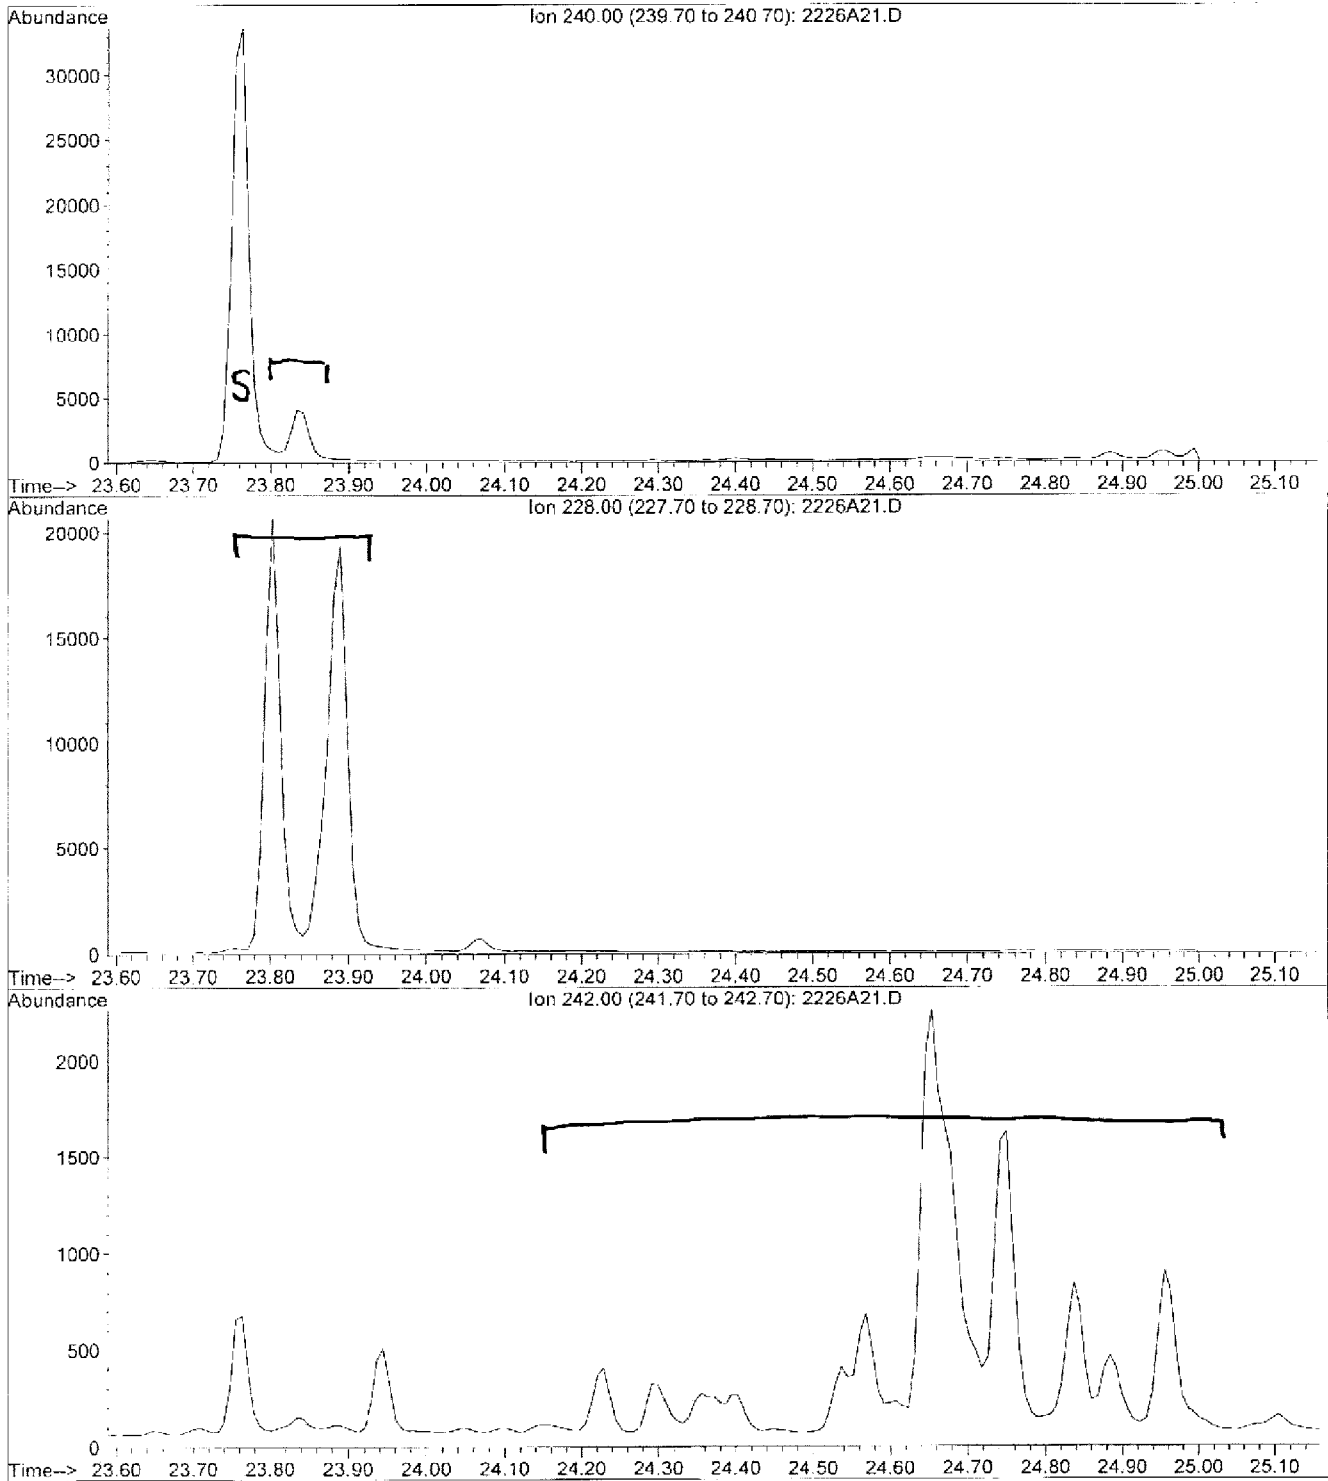 Abundance
Ion 240.00 (239.70 to 240 70): 2226A21.D
30000
25000
20000
15000
10000
S
5000
0
Time--> 23.60 23.70 23.80 23.90 24.00 24.10 24.20 24.30 24.40 24.50 24.60 24.70 24.80 24.90 25.00 25.10
Abundance
Ion 228.00 (227.70 to 228.70): 2226A21.D
20000
15000
10000
5000
0
Time--> 23.60 23.70 23.80 23.90 24.00 24.10 24.20 24.30 24.40 24.50 24.60 24.70 24.80 24.90 25.00 25.10
Abundance
Ion 242.00 (241.70 to 242.70): 2226A21.D
2000
1500
1000
500
0
Time--> 23.60 23.70 23.80 23.90 24.00 24.10 24.20 24.30 24.40 24.50 24.60 24.70 24.80 24.90 25.00 25.10